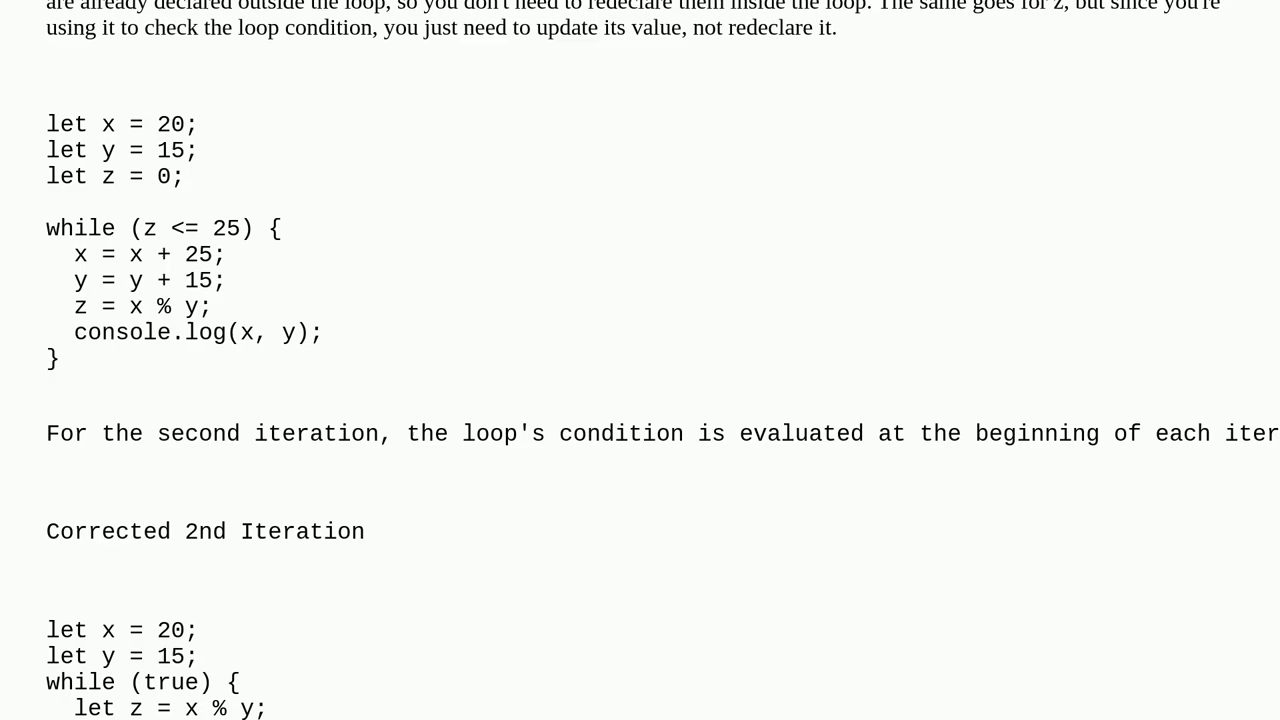 are already declared outside the loop, so you don't need to redeclare them inside the loop. The same goes for z, but since you're
using it to check the loop condition, you just need to update its value, not redeclare it.
let x = 20;
let y = 15;
let z = 0;
while (z <= 25) {
  x = x + 25;
  y = y + 15;
  z = x % y;
  console.log(x, y);
}
For the second iteration, the loop's condition is evaluated at the beginning of each iter
Corrected 2nd Iteration
let x = 20;
let y = 15;
while (true) {
  let z = x % y;